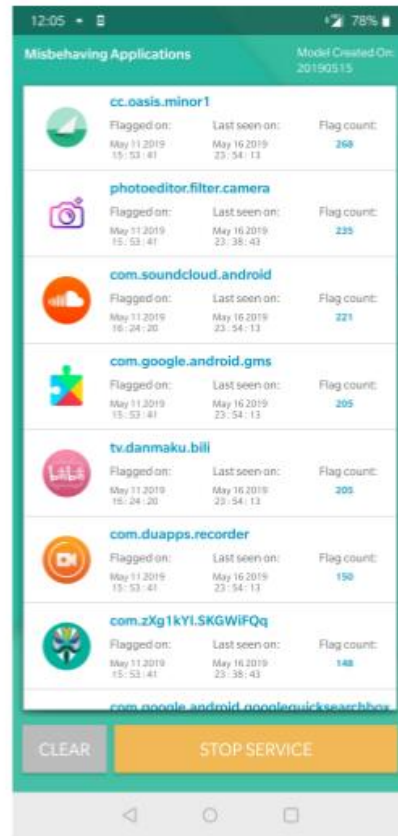 12:05
78%
Misbehaving Applications
Model Created On:
20190515
cc.oasis.minor1
Flagged on: Last seen on: Flag count:
May 11 2019 May 16 2019 268
15:53:41 23:54:13
photoeditor.filter.camera
Flagged on: Last seen on: Flag count:
May 11 2019 May 16 2019 235
15:53:41 23:38:43
com.soundcloud.android
Flagged on: Last seen on: Flag count:
May 11 2019 May 16 2019 221
16:24:20 23:54:13
com.google.android.gms
Flagged on: Last seen on: Flag count:
May 11 2019 May 16 2019 205
15:53:41 23:54:13
tv.danmaku.bili
Flagged on: Last seen on: Flag count:
May 11 2019 May 16 2019 205
16:24:20 23:54:13
com.duapps.recorder
Flagged on: Last seen on: Flag count:
May 11 2019 May 16 2019 150
15:53:41 23:54:13
com.zXg1kYI.SKGWiFQq
Flagged on: Last seen on: Flag count:
May 11 2019 May 16 2019 148
15:53:41 23:38:43
com.google.android.googlequicksearchbox
CLEAR STOP SERVICE